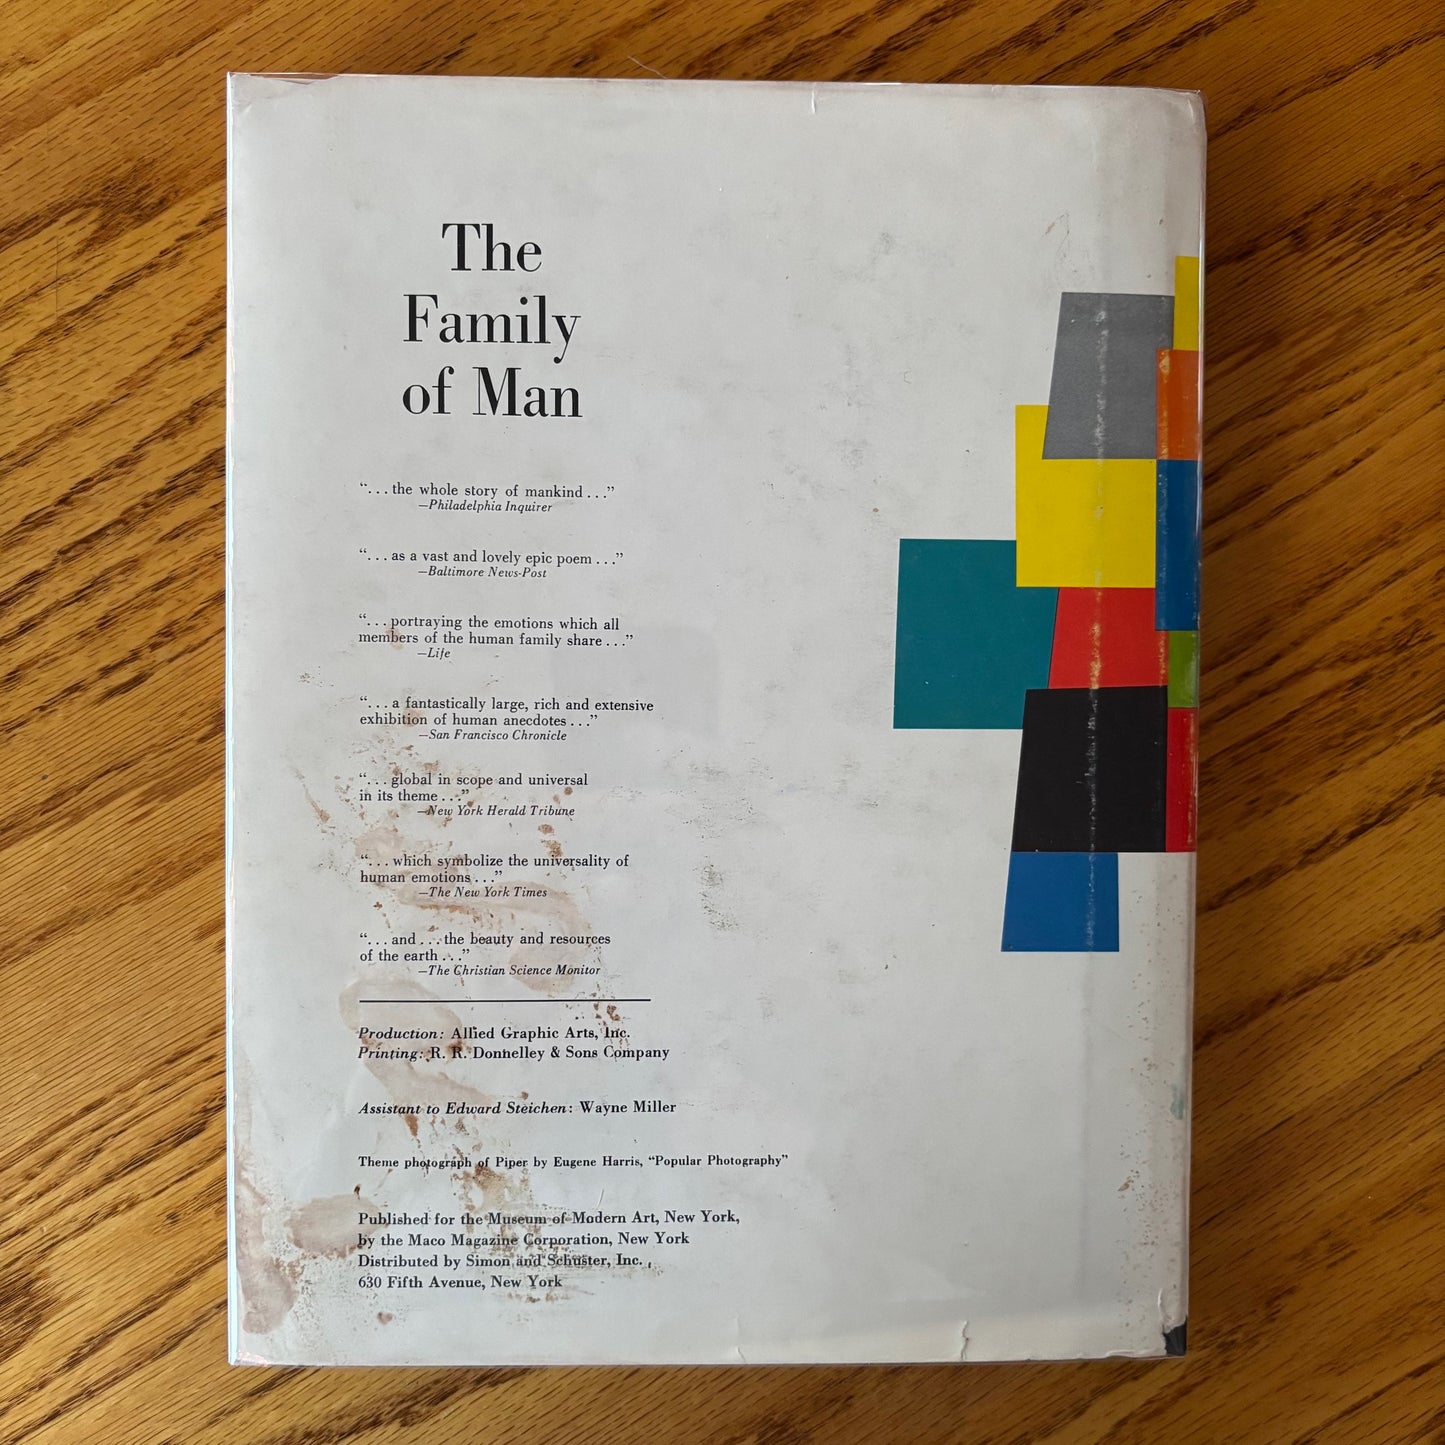 The
Family
of Man
“. . . the whole story of mankind . . .”
—Philadelphia Inquirer
“. . . as a vast and lovely epic poem . . .”
—Baltimore News-Post
“. . . portraying the emotions which all
members of the human family share . . .”
—Life
“. . . a fantastically large, rich and extensive
exhibition of human anecdotes . . .”
—San Francisco Chronicle
“. . . global in scope and universal
in its theme . . .”
—New York Herald Tribune
“. . . which symbolize the universality of
human emotions . . .”
—The New York Times
“. . . and . . . the beauty and resources
of the earth . . .”
—The Christian Science Monitor
Production: Allied Graphic Arts, Inc.
Printing: R. R. Donnelley & Sons Company
Assistant to Edward Steichen: Wayne Miller
Theme photograph of Piper by Eugene Harris, “Popular Photography”
Published for the Museum of Modern Art, New York,
by the Maco Magazine Corporation, New York
Distributed by Simon and Schuster, Inc.,
630 Fifth Avenue, New York